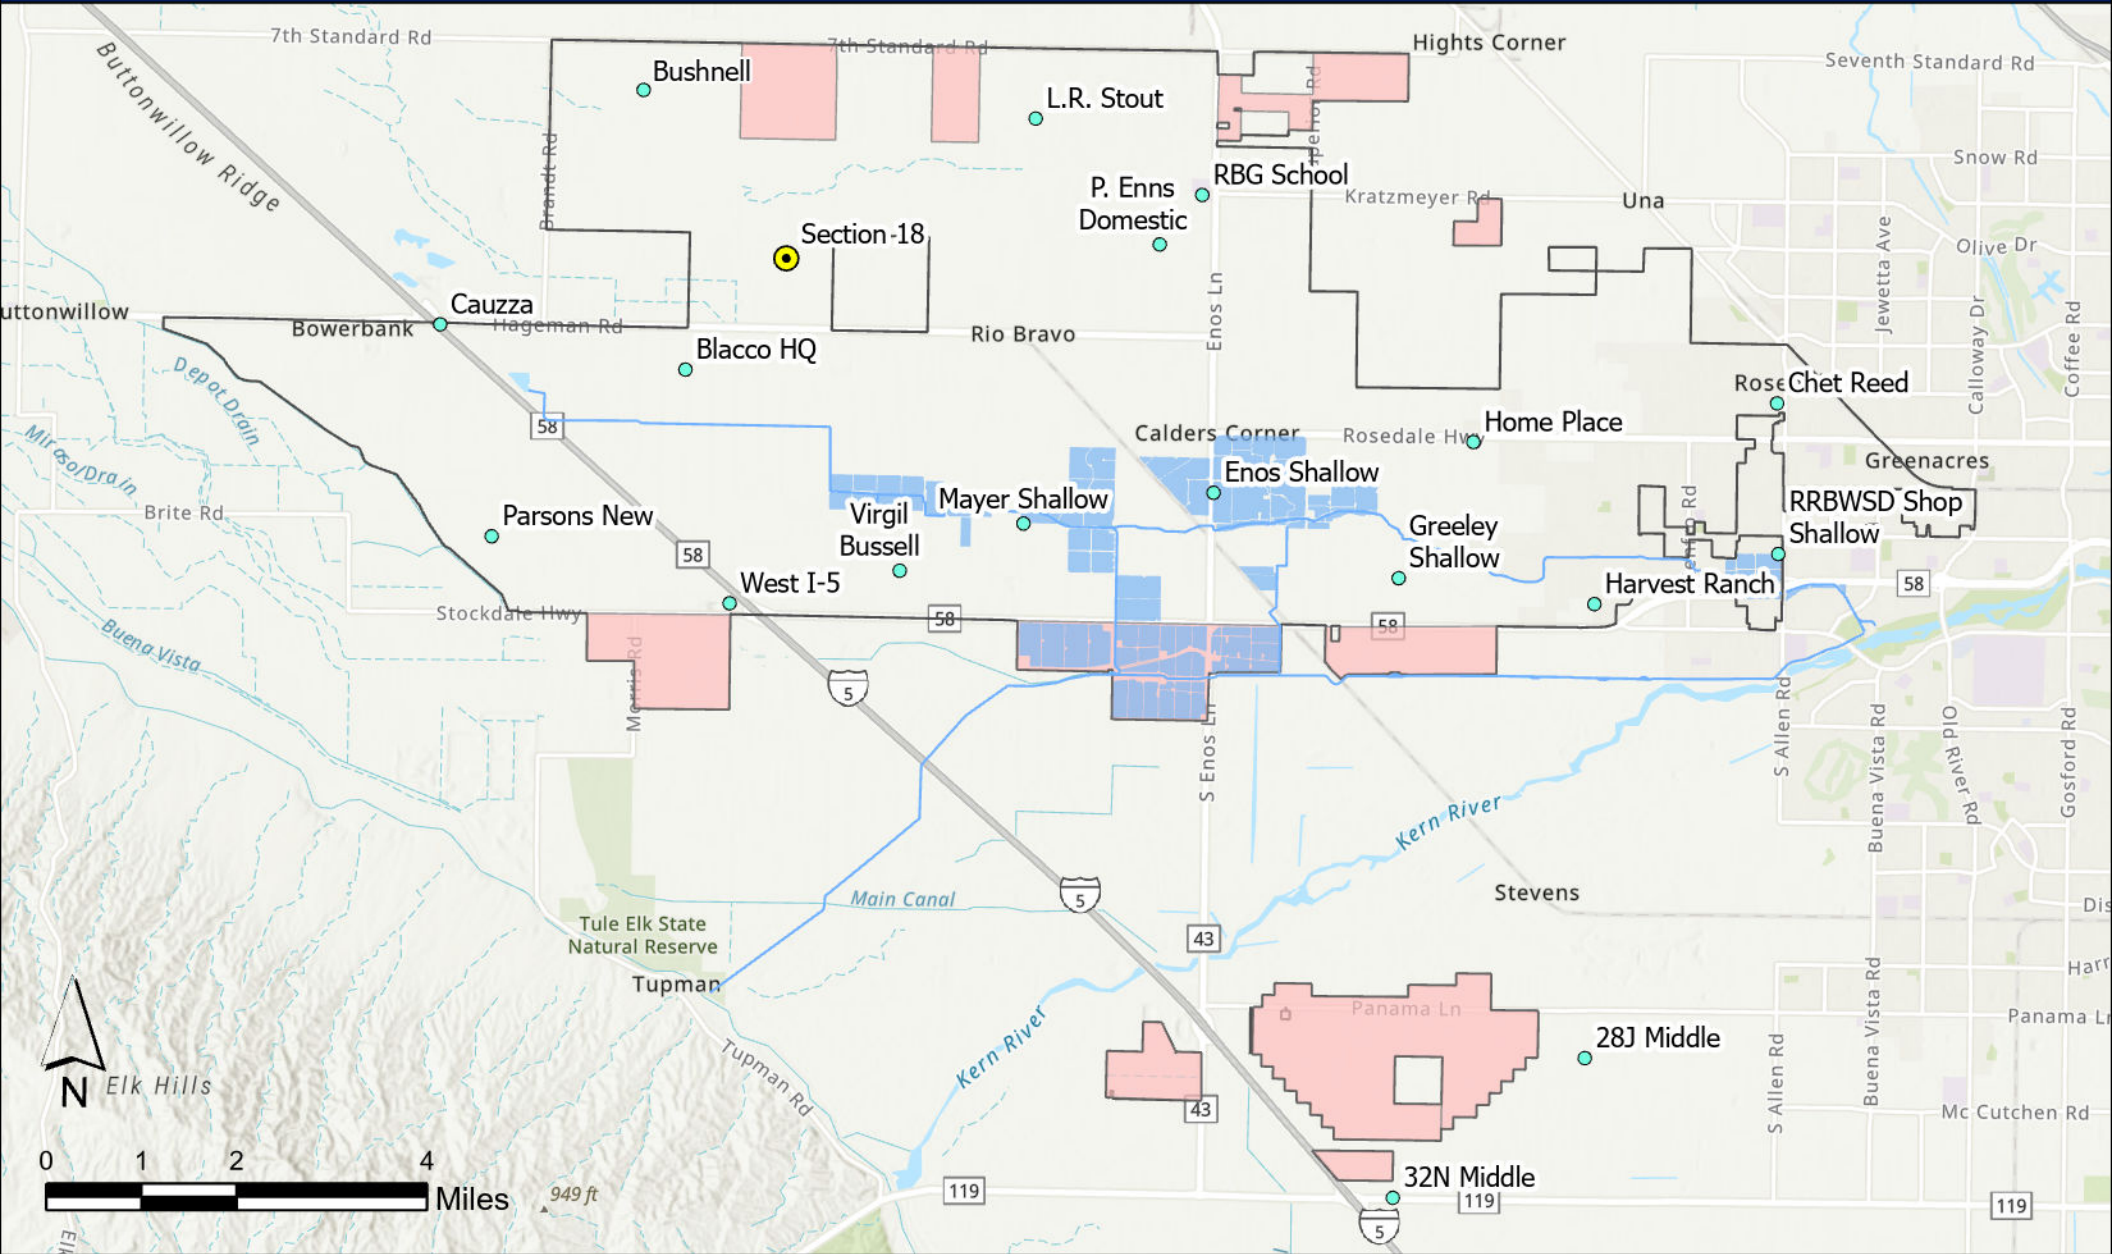 7th Standard Rd
7th Standard Rd
Hights Corner
Seventh Standard Rd
Buttonwillow Ridge
Bushnell
L.R. Stout
Snow Rd
Brandt Rd
RBG School
P. Enns
Domestic
Kratzmeyer Rd
Una
Section-18
Olive Dr
Jewetta Ave
Calloway Dr
Coffee Rd
Enos Ln
Cauzza
uttonwillow
Bowerbank
Hageman Rd
Rio Bravo
Blacco HQ
Depot Drain
Rose
Chet Reed
58
Calders Corner
Rosedale Hwy
Home Place
Greenacres
Enos Shallow
Mayer Shallow
RRBWSD Shop
Shallow
Brite Rd
Parsons New
Virgil
Bussell
Greeley
Shallow
58
West I-5
Harvest Ranch
58
Stockdale Hwy
58
58
Buena Vista
Morris Rd
5
S Enos Ln
S Allen Rd
Buena Vista Rd
Old River Rd
Gosford Rd
Kern River
5
Main Canal
Stevens
Dis
Tule Elk State
Natural Reserve
43
Tupman
Harr
Panama Ln
Panama Ln
Kern River
28J Middle
Tupman Rd
S Allen Rd
Buena Vista Rd
N
Elk Hills
43
Mc Cutchen Rd
0 1 2 4
Miles
949 ft
119
32N Middle
119
119
5
Elk